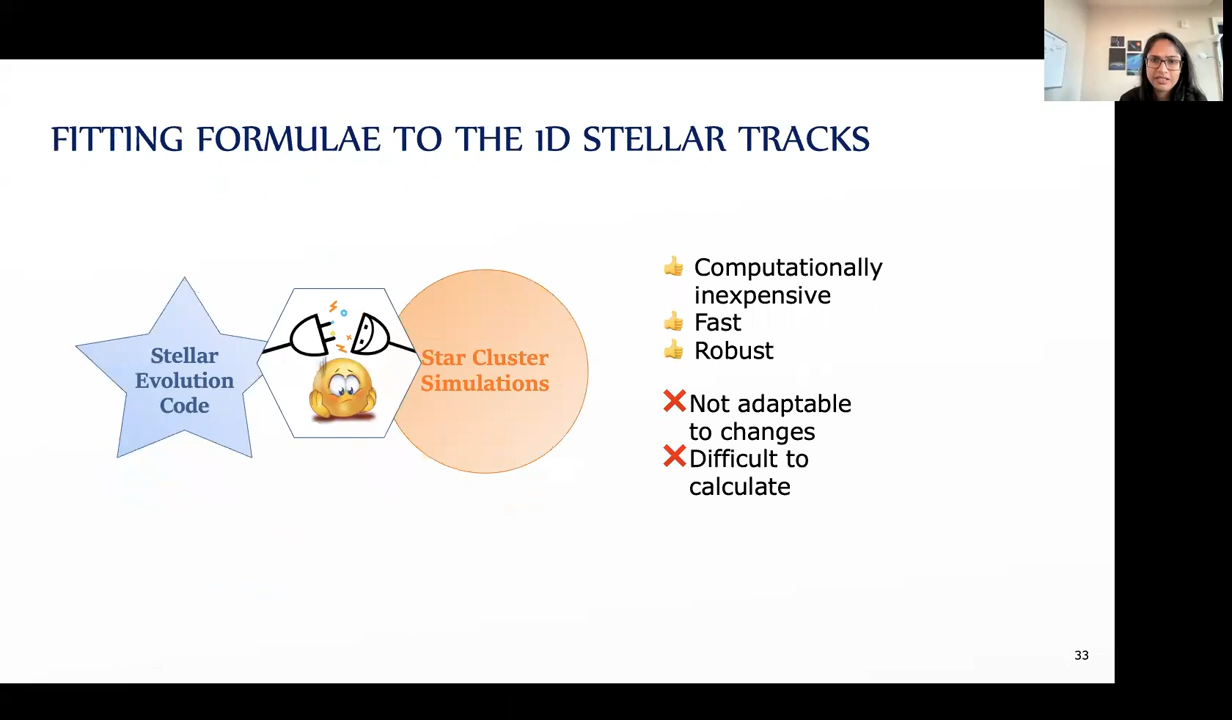 FITTING FORMULAE TO THE 1D STELLAR TRACKS
Stellar
Evolution
Code
Star Cluster
Simulations
👍 Computationally
inexpensive
👍 Fast
👍 Robust
❌Not adaptable
to changes
❌Difficult to
calculate
33